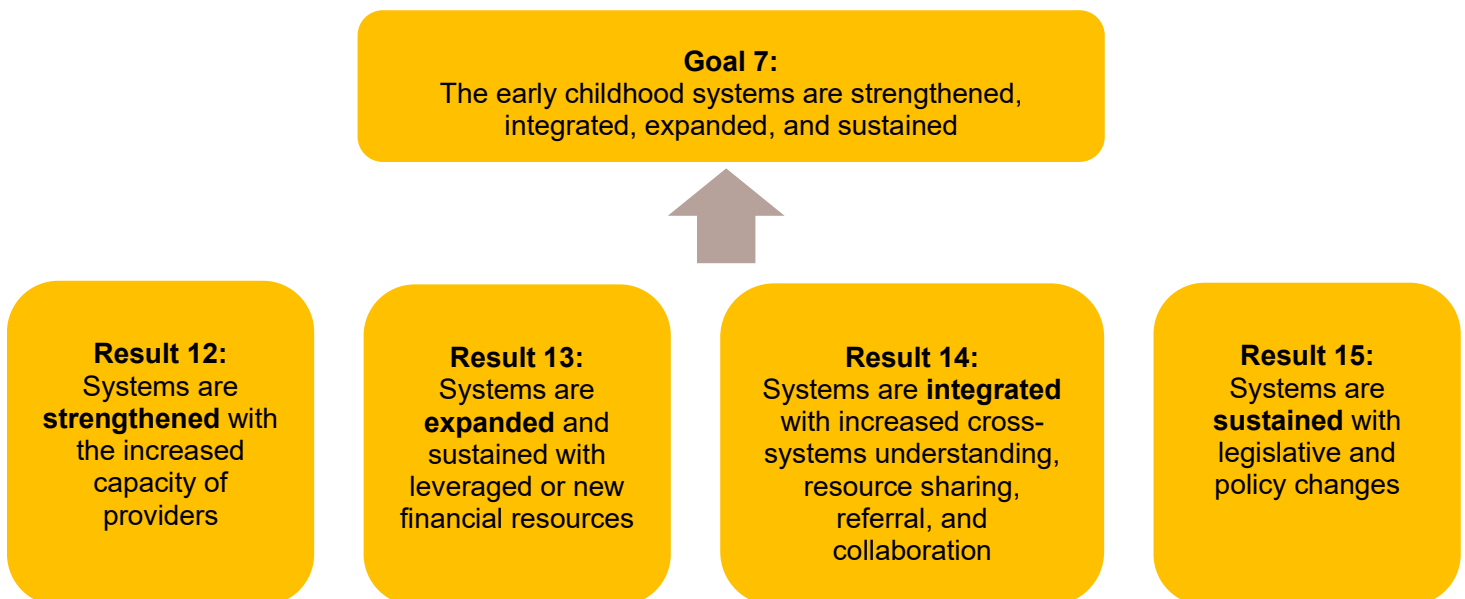 Goal 7:
The early childhood systems are strengthened,
integrated, expanded, and sustained
Result 12:
Systems are
strengthened with
the increased
capacity of
providers
Result 13:
Systems are
expanded and
sustained with
leveraged or new
financial resources
Result 14:
Systems are integrated
with increased cross-
systems understanding,
resource sharing,
referral, and
collaboration
Result 15:
Systems are
sustained with
legislative and
policy changes